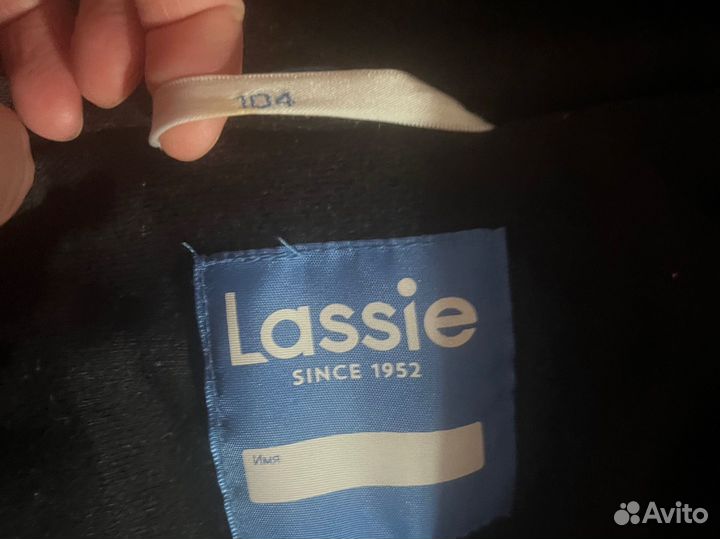 104
Lassie
SINCE 1952
Имя
Avito